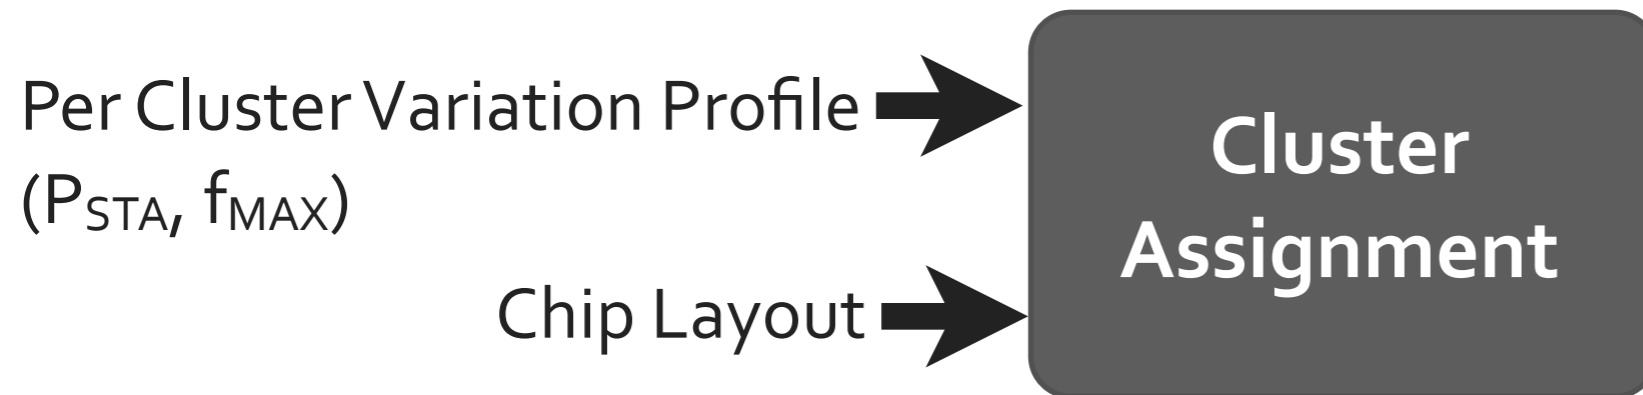 Per Cluster Variation Profile
(PSTA, fMAX)
Chip Layout
Cluster
Assignment